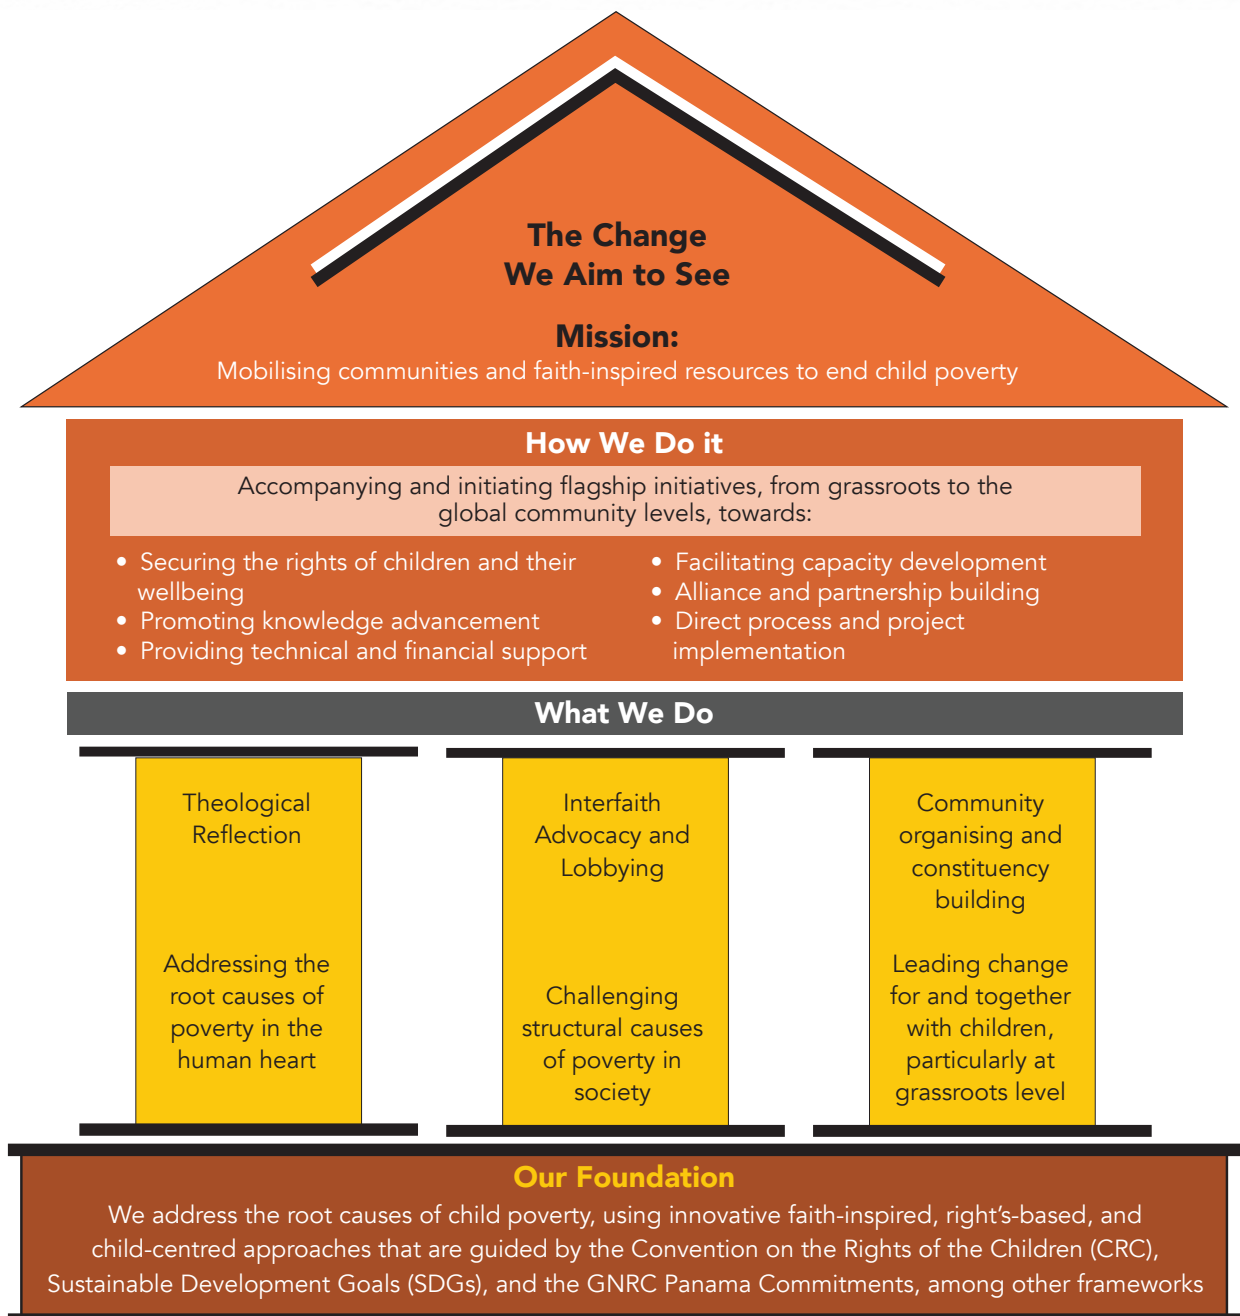 The Change
We Aim to See
Mission:
Mobilising communities and faith-inspired resources to end child poverty
How We Do it
Accompanying and initiating flagship initiatives, from grassroots to the
global community levels, towards:
• Securing the rights of children and their
wellbeing
• Promoting knowledge advancement
• Providing technical and financial support
• Facilitating capacity development
• Alliance and partnership building
• Direct process and project
implementation
What We Do
Theological
Reflection
Addressing the
root causes of
poverty in the
human heart
Interfaith
Advocacy and
Lobbying
Challenging
structural causes
of poverty in
society
Community
organising and
constituency
building
Leading change
for and together
with children,
particularly at
grassroots level
Our Foundation
We address the root causes of child poverty, using innovative faith-inspired, right's-based, and
child-centred approaches that are guided by the Convention on the Rights of the Children (CRC),
Sustainable Development Goals (SDGs), and the GNRC Panama Commitments, among other frameworks